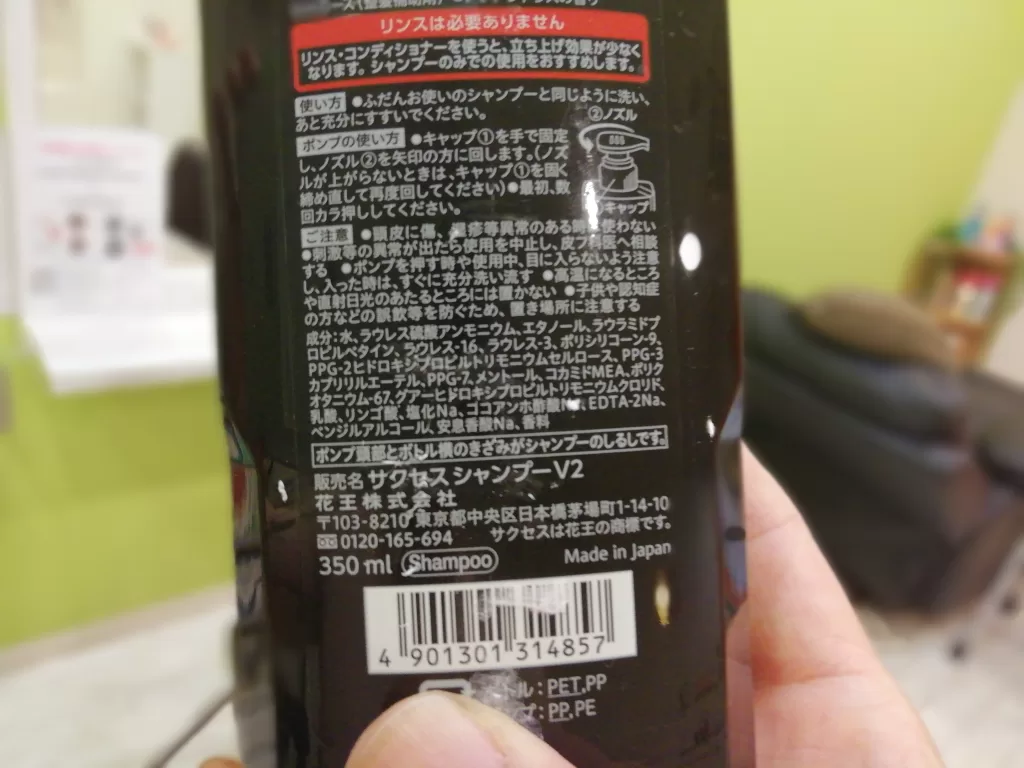 リンスは必要ありません
リンス・コンディショナーを使うと、立ち上げ効果が少なく
なります。シャンプーのみでの使用をおすすめします。
使い方 ●ふだんお使いのシャンプーと同じように洗い、
あと充分にすすいでください。
②ノズル
ポンプの使い方 ●キャップ①を手で固定
し、ノズル②を矢印の方に回します。(ノズ
ルが上がらないときは、キャップ①を固く
締め直して再度回してください)●最初、数
回カラ押ししてください。
キャップ
ご注意 ●頭皮に傷、湿疹等異常のある時は使わない
●刺激等の異常が出たら使用を中止し、皮フ科医へ相談
する ●ポンプを押す時や使用中、目に入らないよう注意
し、入った時は、すぐに充分洗い流す ●高温になるところ
や直射日光のあたるところには置かない ●子供や認知症
の方などの誤飲等を防ぐため、置き場所に注意する
成分:水、ラウレス硫酸アンモニウム、エタノール、ラウラミドプ
ロピルベタイン、ラウレス-16、ラウレス-3、ポリシリコーン-9、
PPG-2ヒドロキシプロピルトリモニウムセルロース、PPG-3
カプリリルエーテル、PPG-7、メントール、コカミドMEA、ポリク
オタニウム-67、グアーヒドロキシプロピルトリモニウムクロリド、
乳酸、リンゴ酸、塩化Na、ココアンホ酢酸Na、EDTA-2Na、
ベンジルアルコール、安息香酸Na、香料
ポンプ頭部とボトル横のきざみがシャンプーのしるしです。
販売名 サクセスシャンプーV2
花王株式会社
〒103-8210 東京都中央区日本橋茅場町1-14-10
0120-165-694 サクセスは花王の商標です。
350 ml Shampoo Made in Japan
4 901301 314857
トル:PET,PP
プ:PP,PE